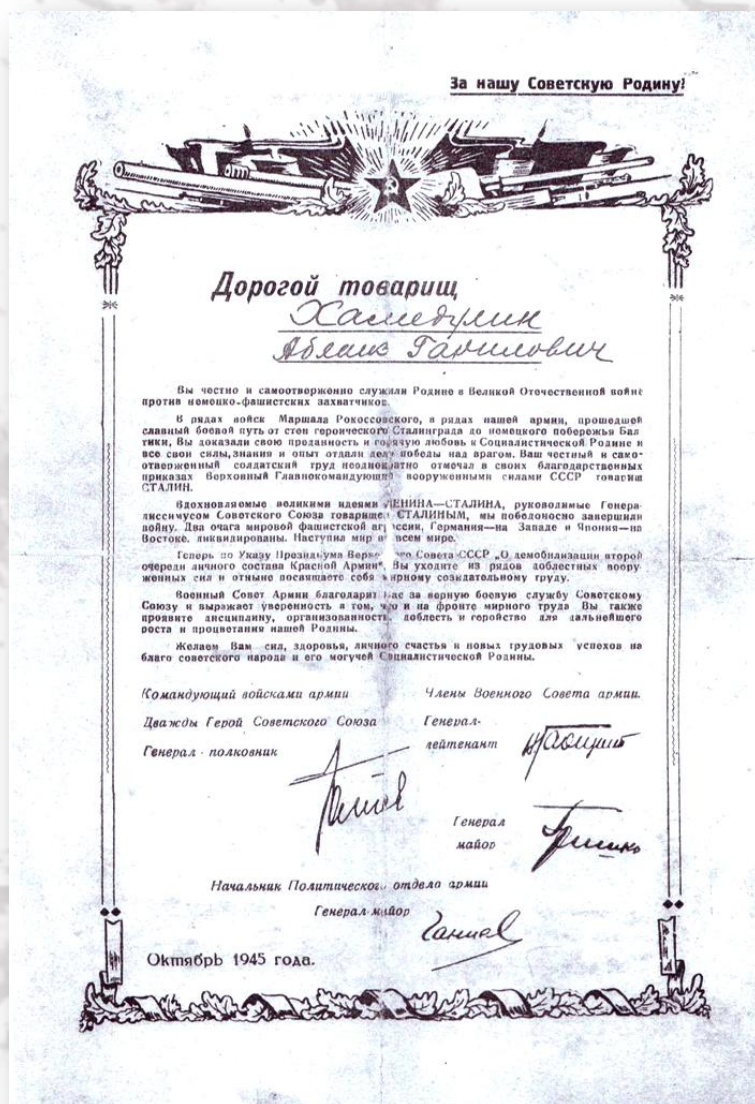 За нашу Советскую Родину!
Дорогой товарищ
Хамедулин
Вы честно и самоотверженно служили Родине в Великой Отечественной войне
против немецко-фашистских захватчиков.
В рядах войск Маршала Рокоссовского, в рядах нашей армии, прошедшей
славный боевой путь от стен героического Сталинграда до немецкого побережья Бал
тики, Вы доказали свою преданность и горячую любовь к Социалистической Родине и
все свои силы, знания и опыт отдали делу победы над врагом. Ваш честный и само-
отверженный солдатский труд неоднократно отмечал в своих благодарственных
приказах Верховный Главнокомандующий вооруженными силами СССР товарищ
СТАЛИН.
Вдохновляемые великими идеями ЛЕНИНА—СТАЛИНА, руководимые Генера-
лиссимусом Советского Союза товарищем СТАЛИНЫМ, мы победоносно завершили
войну. Два очага мировой фашистской агрессии, Германия—на Западе и Япония—на
Востоке, ликвидированы. Наступил мир во всем мире.
Теперь по Указу Президиума Верховного Совета СССР „О демобилизации второй
очереди личного состава Красной Армии", Вы уходите из рядов доблестных воору-
женных сил и отныне посвящаете себя мирному созидательному труду.
Военный Совет Армии благодарит Вас за верную боевую службу Советскому
Союзу и выражает уверенность в том, что и на фронте мирного труда Вы также
проявите дисциплину, организованность, доблесть и геройство для дальнейшего
роста и процветания нашей Родины.
Желаем Вам сил, здоровья, личного счастья и новых трудовых успехов на
благо советского народа и его могучей Социалистической Родины.
Командующий войсками армии
Дважды Герой Советского Союза
Генерал-полковник
Члены Военного Совета армии.
Генерал-
лейтенант
Генерал
майор
Начальник Политического отдела армии
Генерал-майор
Октябрь 1945 года.